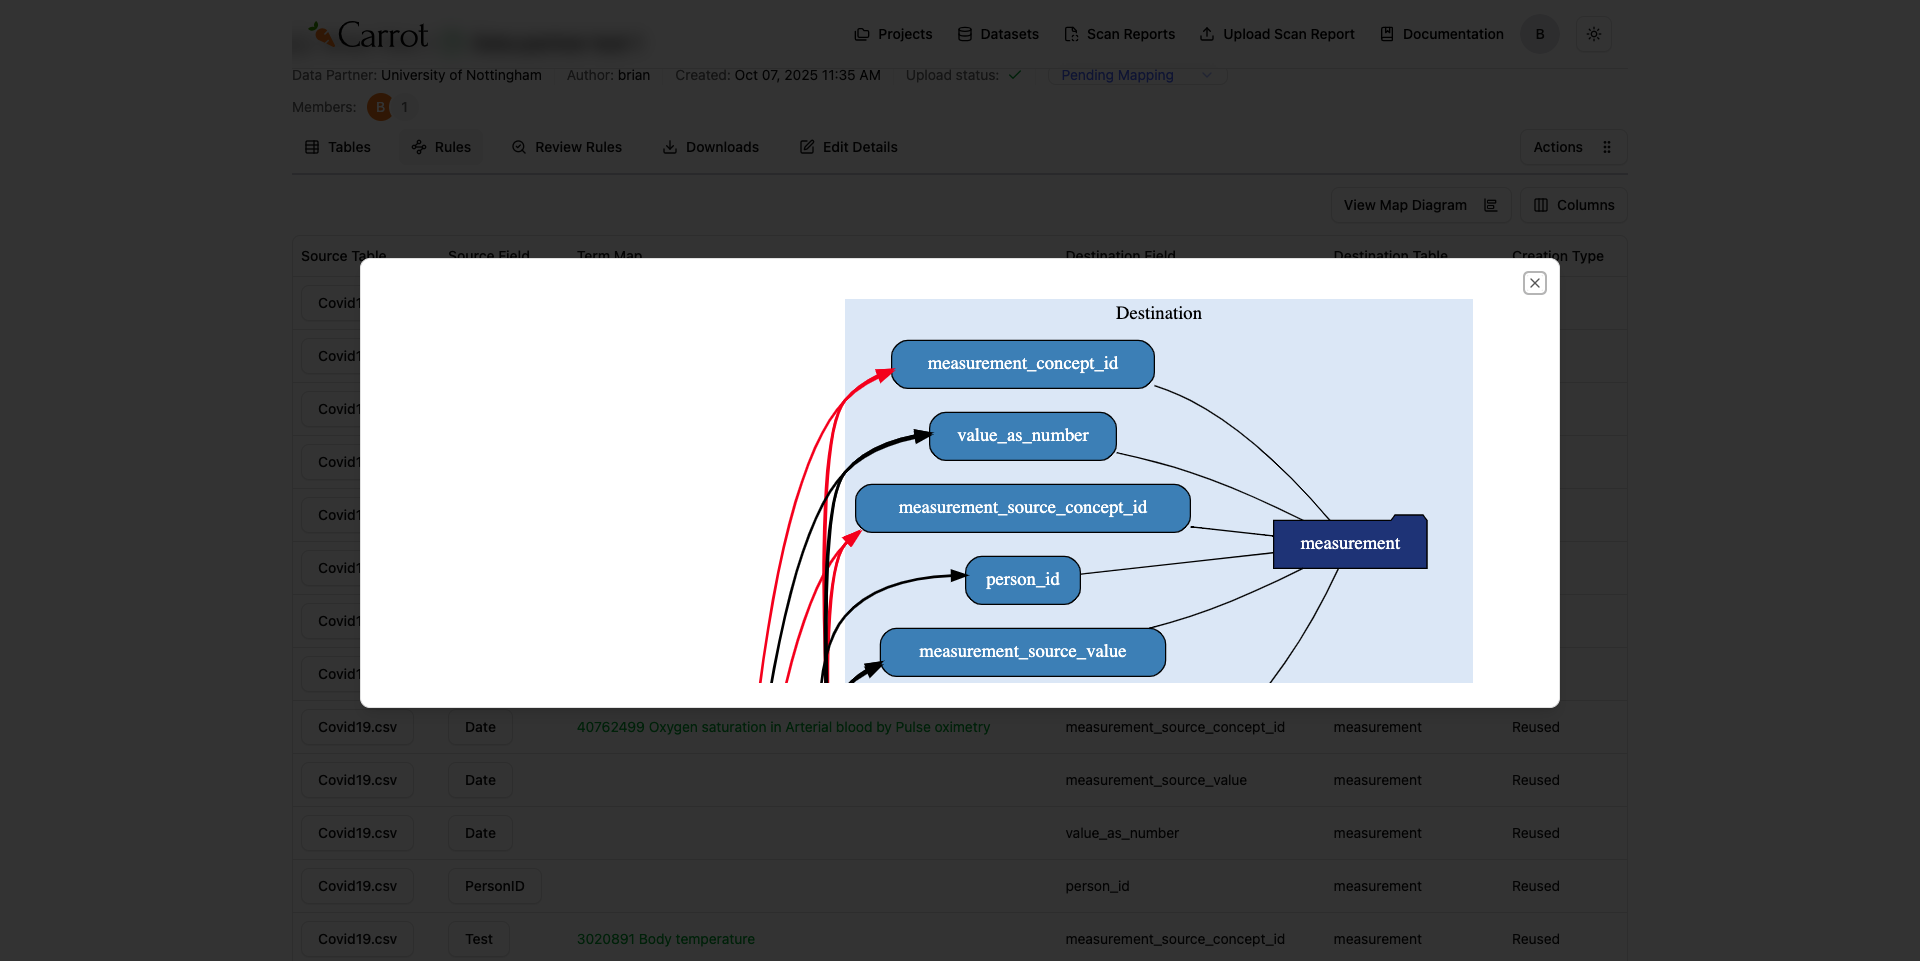 Carrot
Projects
Datasets
Scan Reports
Upload Scan Report
Documentation
B
Data Partner: University of Nottingham
Author: brian
Created: Oct 07, 2025 11:35 AM
Upload status:
Pending Mapping
Members:
B
1
Tables
Rules
Review Rules
Downloads
Edit Details
Actions
View Map Diagram
Columns
Source Table
Source Field
Term Map
Destination Field
Destination Table
Creation Type
Covid1
Covid1
Covid1
Covid1
Covid1
Covid1
Covid1
Covid1
Destination
measurement_concept_id
value_as_number
measurement_source_concept_id
measurement
person_id
measurement_source_value
Covid19.csv Date 40762499 Oxygen saturation in Arterial blood by Pulse oximetry measurement_source_concept_id measurement Reused
Covid19.csv Date measurement_source_value measurement Reused
Covid19.csv Date value_as_number measurement Reused
Covid19.csv PersonID person_id measurement Reused
Covid19.csv Test 3020891 Body temperature measurement_source_concept_id measurement Reused